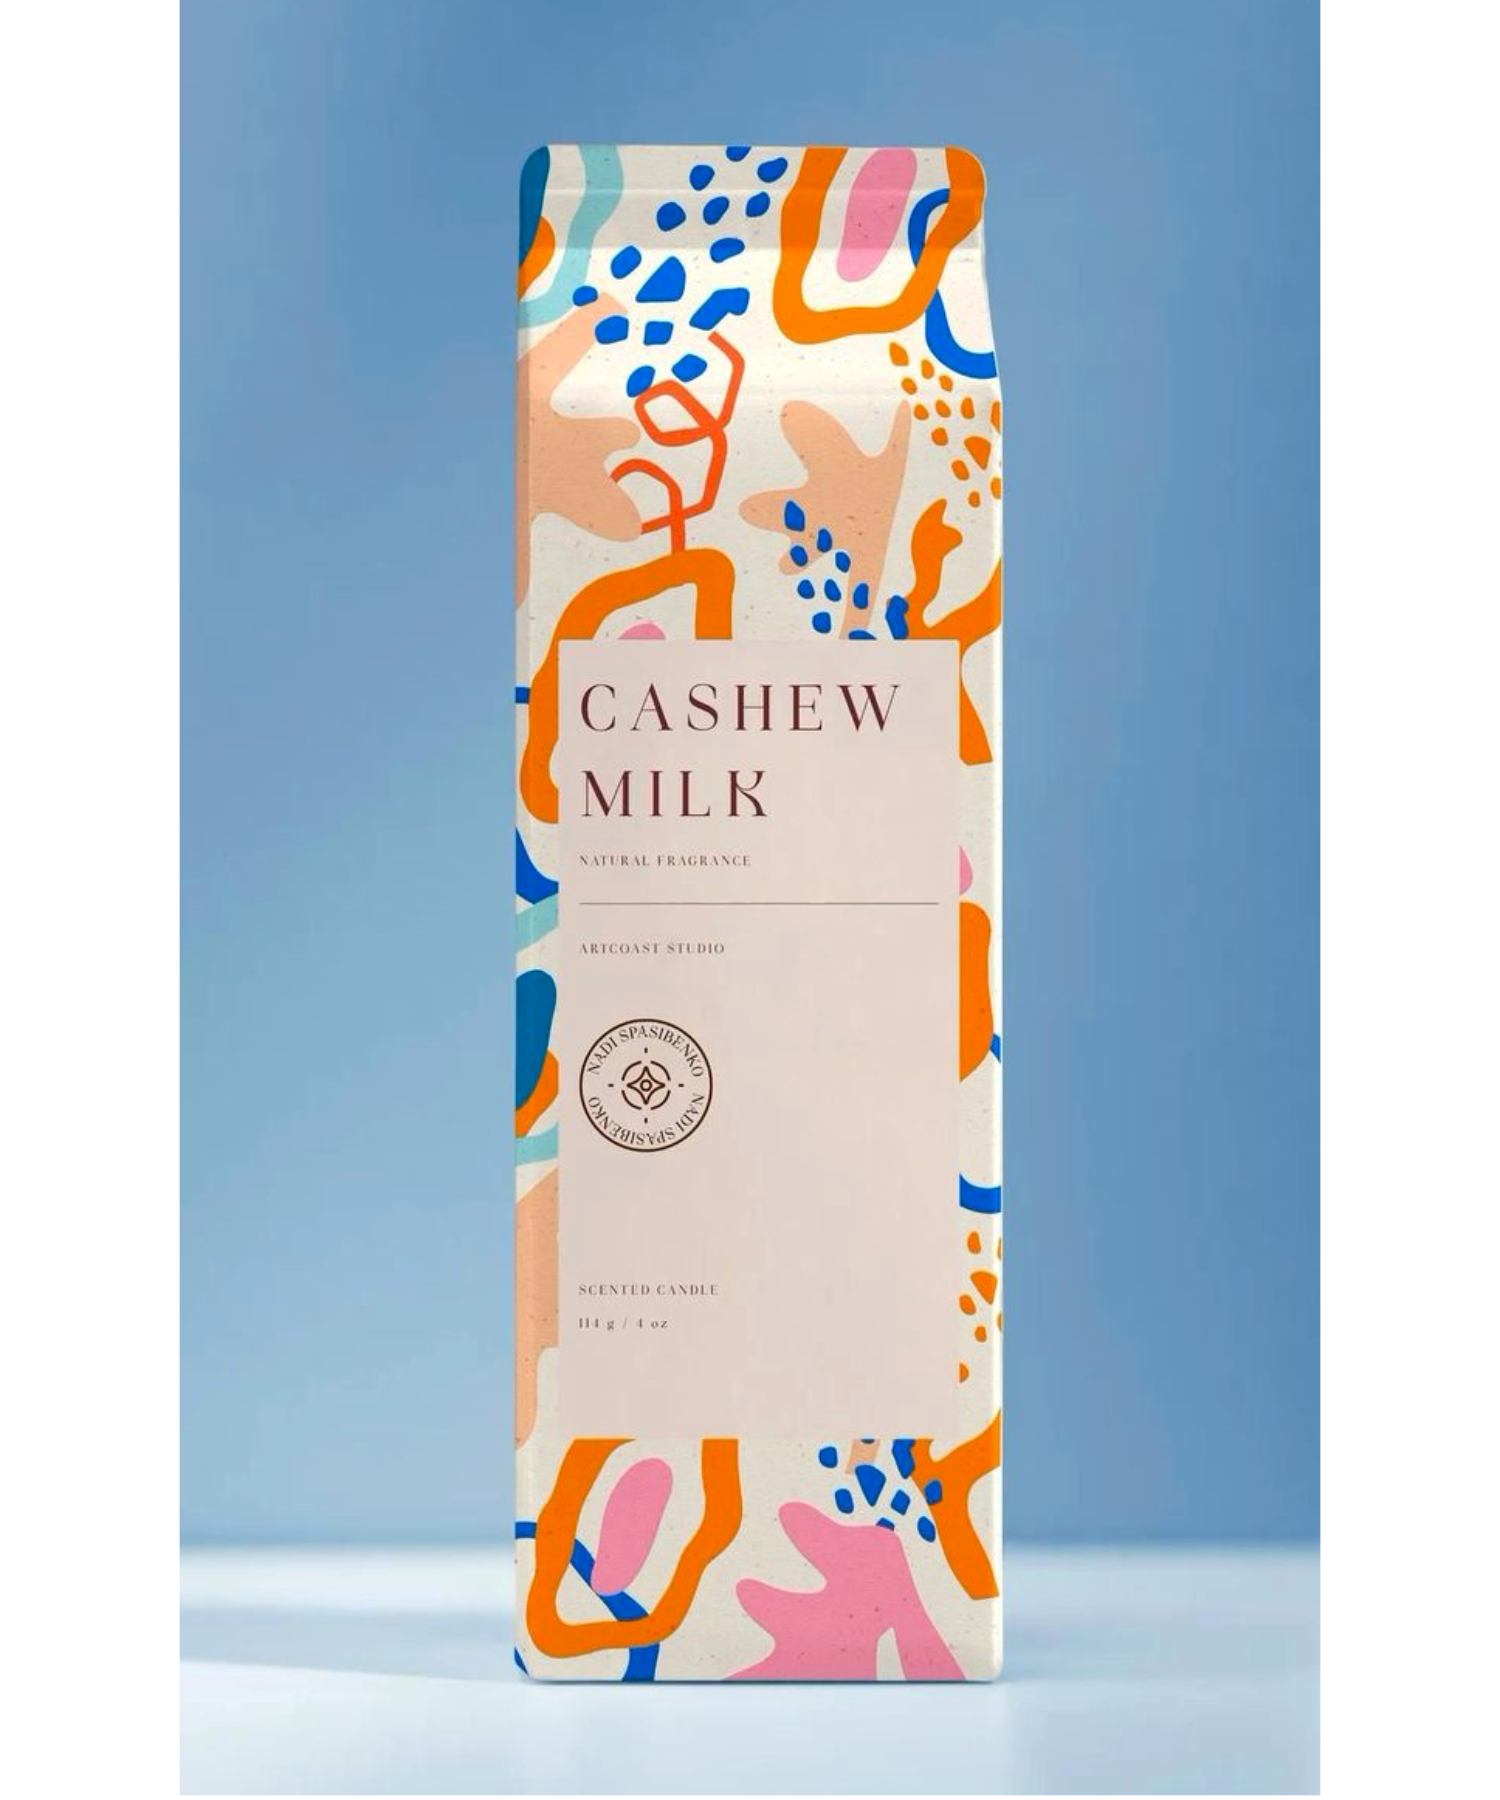 CASHEW
MILK
NATURAL FRAGRANCE
ARTCOAST STUDIO
NADI SPASIBENKO
NADI SPASIBENKO
SCENTED CANDLE
114 g / 4 oz